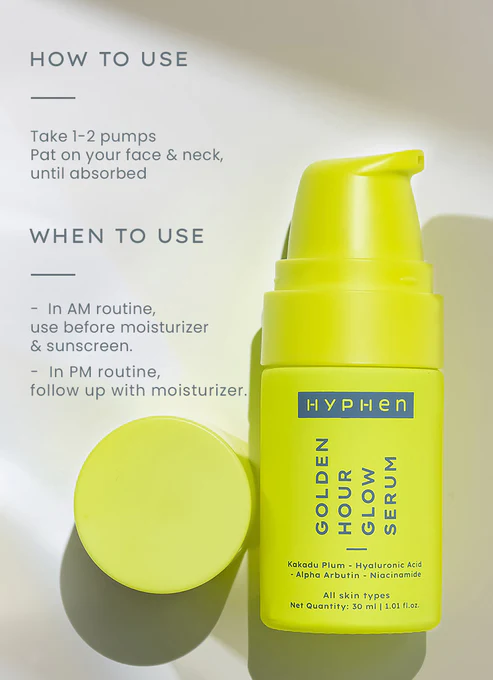 HOW TO USE
Take 1-2 pumps
Pat on your face & neck,
until absorbed
WHEN TO USE
- In AM routine,
use before moisturizer
& sunscreen.
- In PM routine,
follow up with moisturizer.
HYPHEN
GOLDEN
HOUR
GLOW
SERUM
Kakadu Plum - Hyaluronic Acid
- Alpha Arbutin - Niacinamide
All skin types
Net Quantity: 30 ml | 1.01 fl.oz.